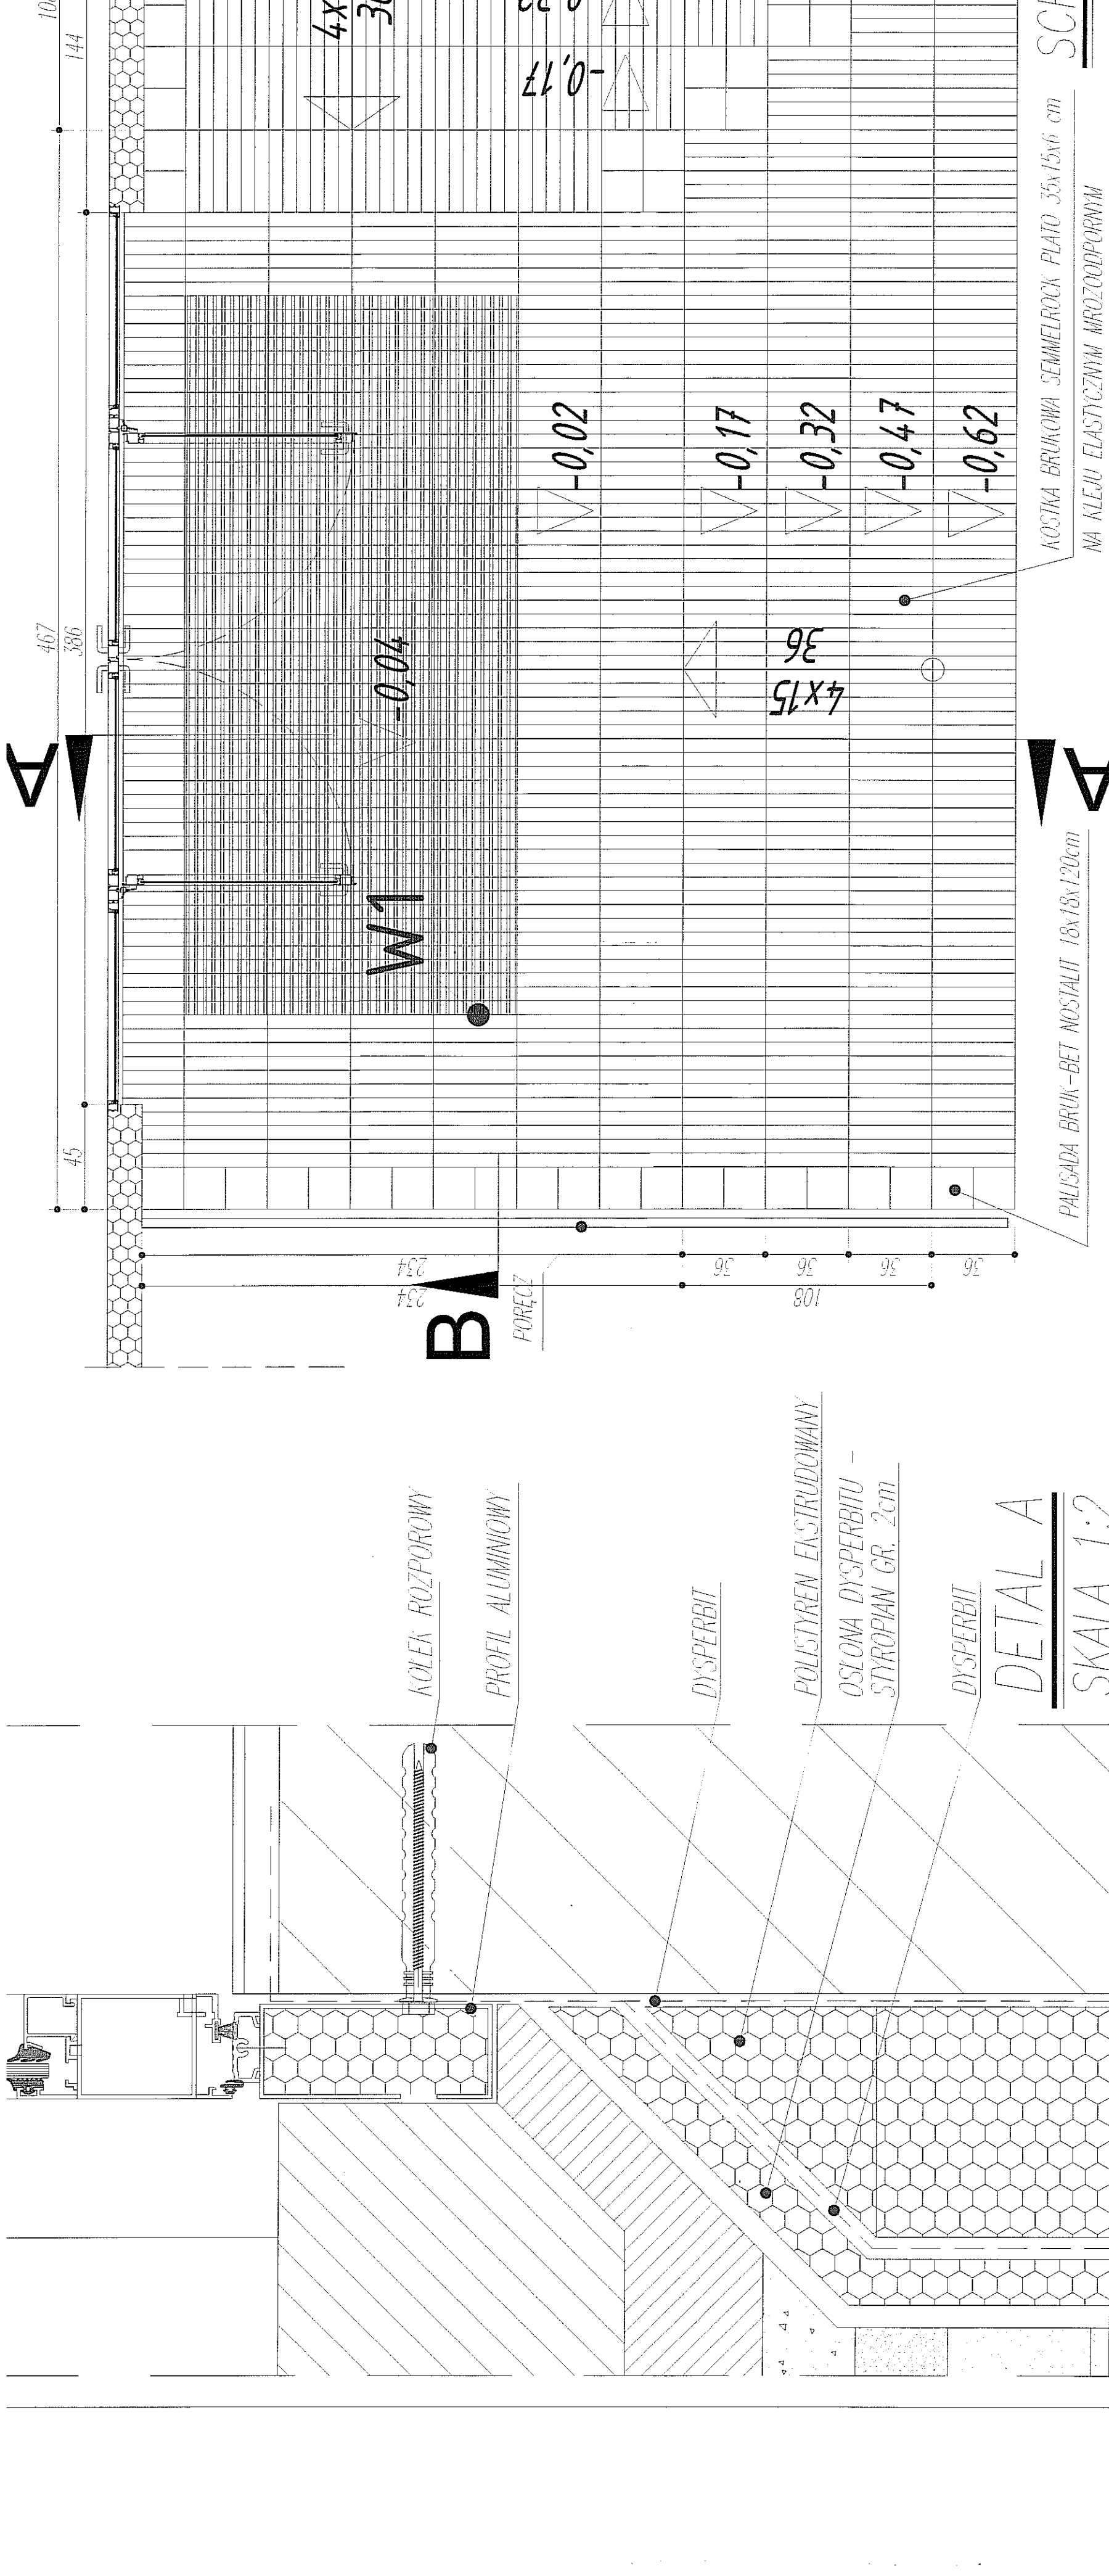 144
467
386
45
-0,17
-0,04
W1
-0,02
-0,17
-0,32
-0,47
-0,62
4x15
36
A
A
B
234
234
36
36
36
36
108
PORĘCZ
KOSTKA BRUKOWA SEMMELROCK PLATO 35x15x6 cm
NA KLEJU ELASTYCZNYM MROZOODPORNYM
PALISADA BRUK-BET NOSTALIT 18x18x120cm
KOŁEK ROZPOROWY
PROFIL ALUMINIOWY
DYSPERBIT
POLISTYREN EKSTRUDOWANY
OSŁONA DYSPERBITU -
STYROPIAN GR. 2cm
DYSPERBIT
DETAL A
SKALA 1:2